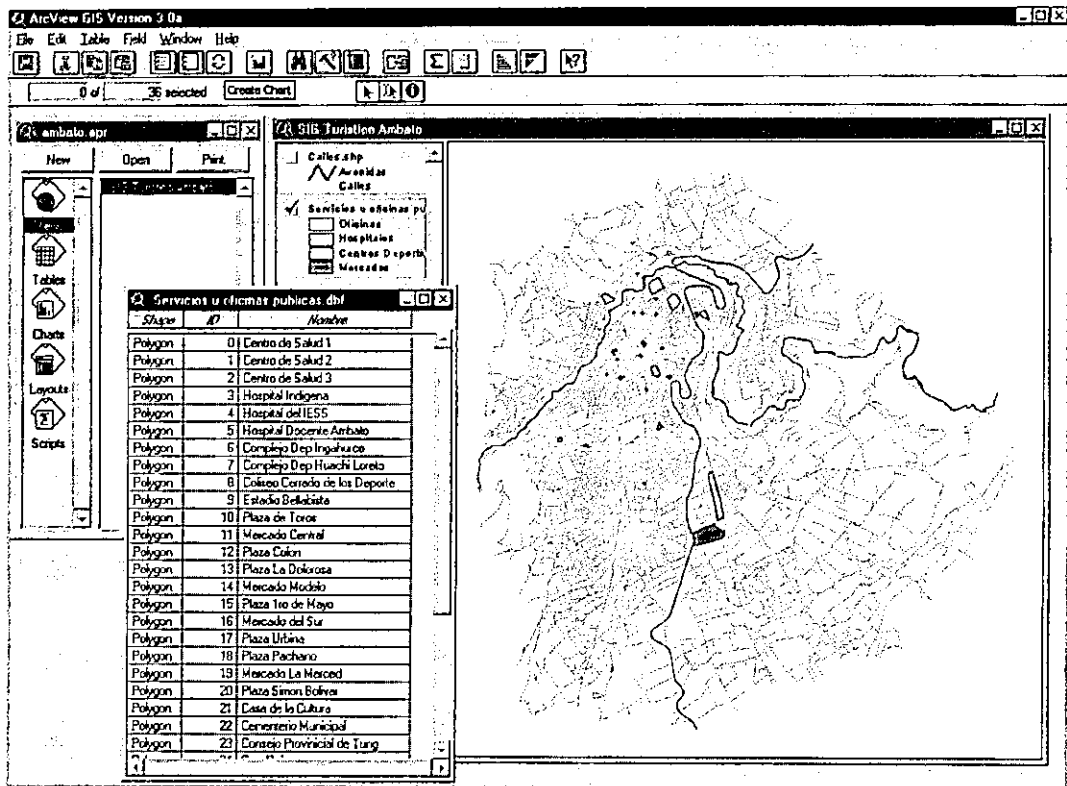 ArcView GIS Version 3.0a
File Edit Table Field Window Help
0 of 36 selected Create Chart
ambato.apr
New Open Print
Views
Tables
Charts
Layouts
Scripts
SIG Turistico Ambato
Calles.shp
Avenidas
Calles
Servicios u oficinas pu
Oficinas
Hospitales
Centros Deporti
Mercados
Servicios u oficinas publicas.dbf
Shape ID Nombre
Polygon 0 Centro de Salud 1
Polygon 1 Centro de Salud 2
Polygon 2 Centro de Salud 3
Polygon 3 Hospital Indigena
Polygon 4 Hospital del IESS
Polygon 5 Hospital Docente Ambato
Polygon 6 Complejo Dep Ingahurco
Polygon 7 Complejo Dep Huachi Loreto
Polygon 8 Coliseo Cerrado de los Deporte
Polygon 9 Estadio Bellabista
Polygon 10 Plaza de Toros
Polygon 11 Mercado Central
Polygon 12 Plaza Colon
Polygon 13 Plaza La Dolorosa
Polygon 14 Mercado Modelo
Polygon 15 Plaza 1ro de Mayo
Polygon 16 Mercado del Sur
Polygon 17 Plaza Urbina
Polygon 18 Plaza Pachano
Polygon 19 Mercado La Merced
Polygon 20 Plaza Simon Bolivar
Polygon 21 Casa de la Cultura
Polygon 22 Cementerio Municipal
Polygon 23 Consejo Provinicial de Tung